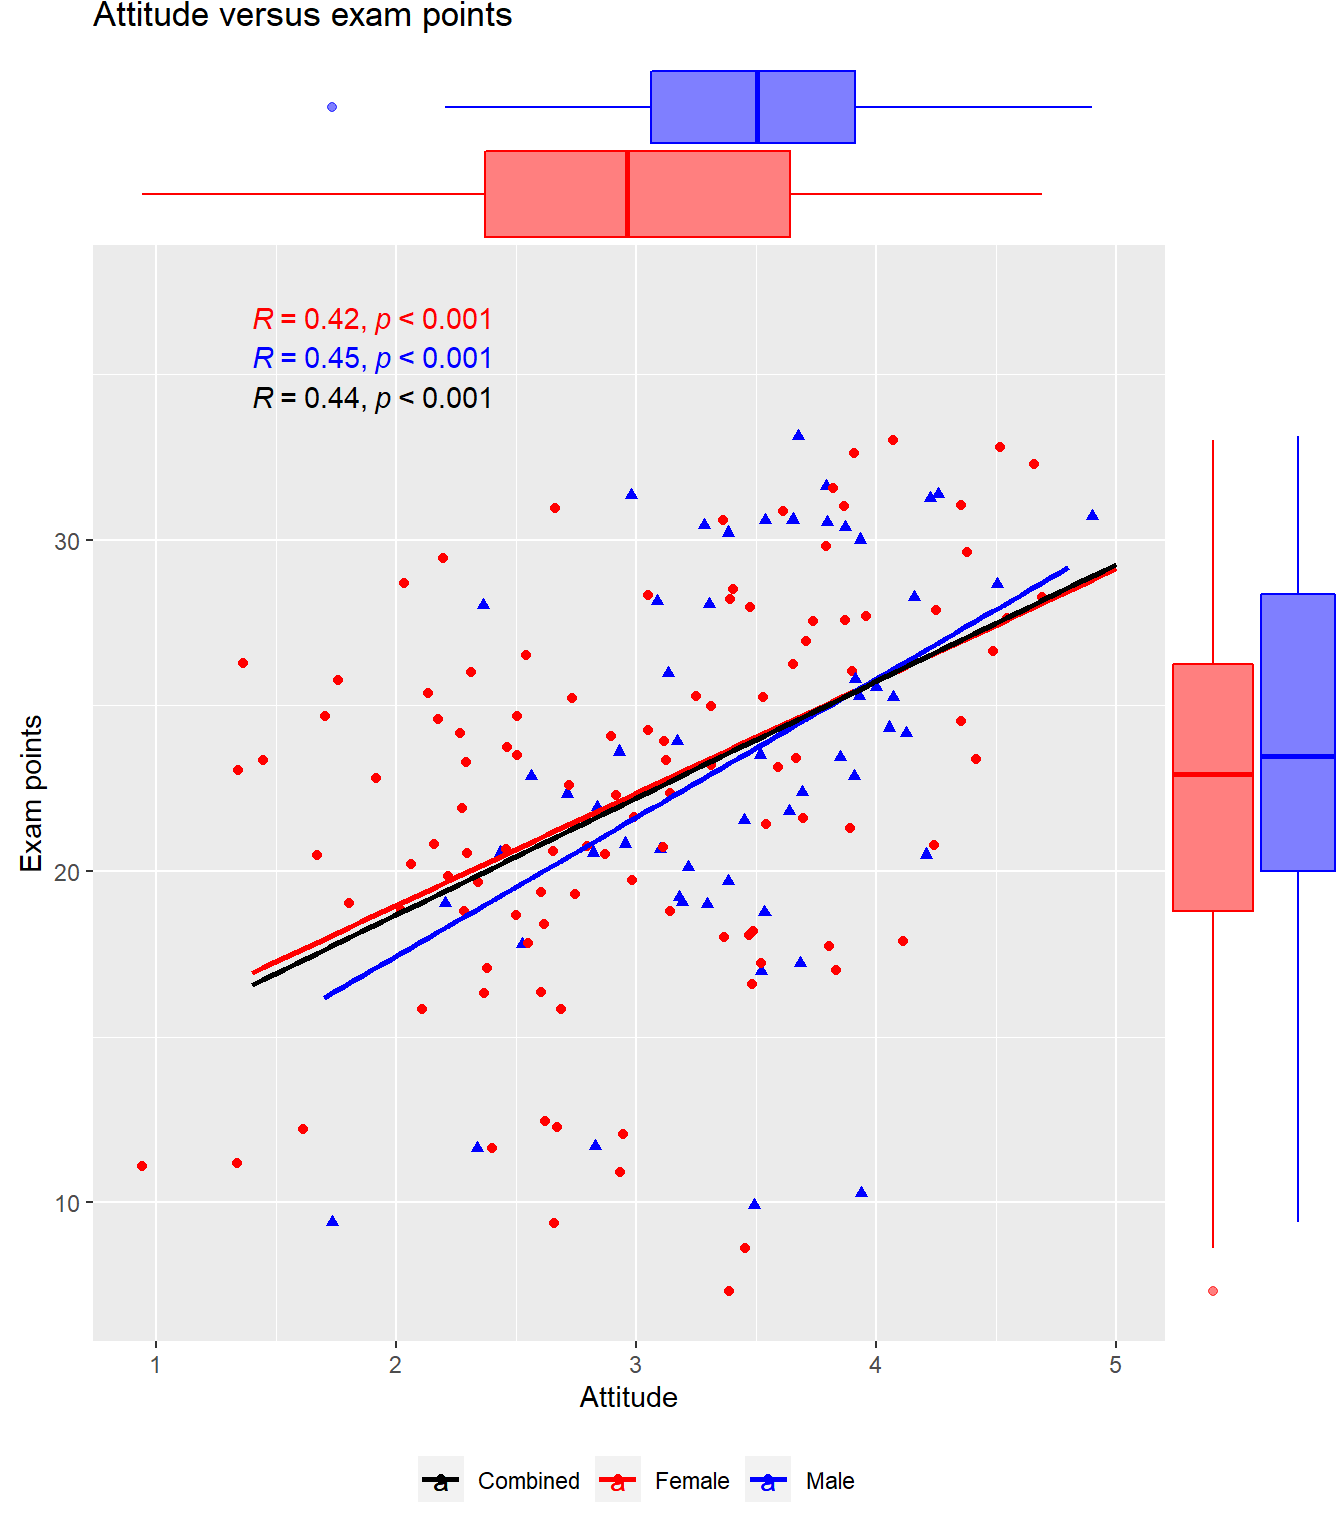 Attitude versus exam points
R = 0.42, p < 0.001
R = 0.45, p < 0.001
R = 0.44, p < 0.001
30
20
10
Exam points
1 2 3 4 5
Attitude
a Combined a Female a Male